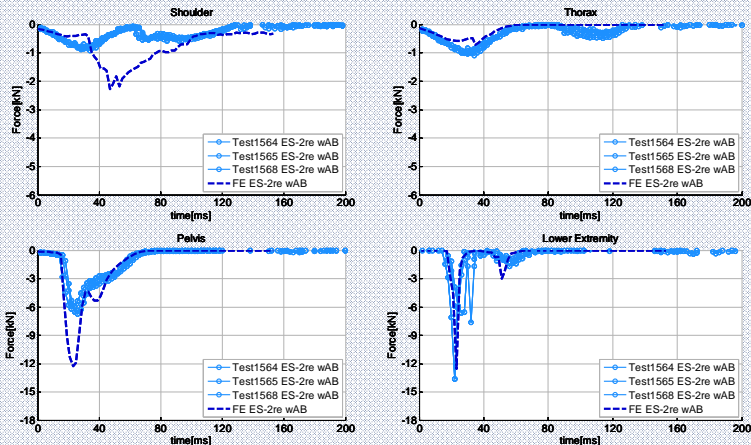 Shoulder
0
-1
-2
-3
-4
-5
-6
Force[kN]
0 40 80 120 160 200
time[ms]
Test1564 ES-2re wAB
Test1565 ES-2re wAB
Test1568 ES-2re wAB
FE ES-2re wAB
Thorax
0
-1
-2
-3
-4
-5
-6
Force[kN]
0 40 80 120 160 200
time[ms]
Test1564 ES-2re wAB
Test1565 ES-2re wAB
Test1568 ES-2re wAB
FE ES-2re wAB
Pelvis
0
-3
-6
-9
-12
-15
-18
Force[kN]
0 40 80 120 160 200
time[ms]
Test1564 ES-2re wAB
Test1565 ES-2re wAB
Test1568 ES-2re wAB
FE ES-2re wAB
Lower Extremity
0
-3
-6
-9
-12
-15
-18
Force[kN]
0 40 80 120 160 200
time[ms]
Test1564 ES-2re wAB
Test1565 ES-2re wAB
Test1568 ES-2re wAB
FE ES-2re wAB